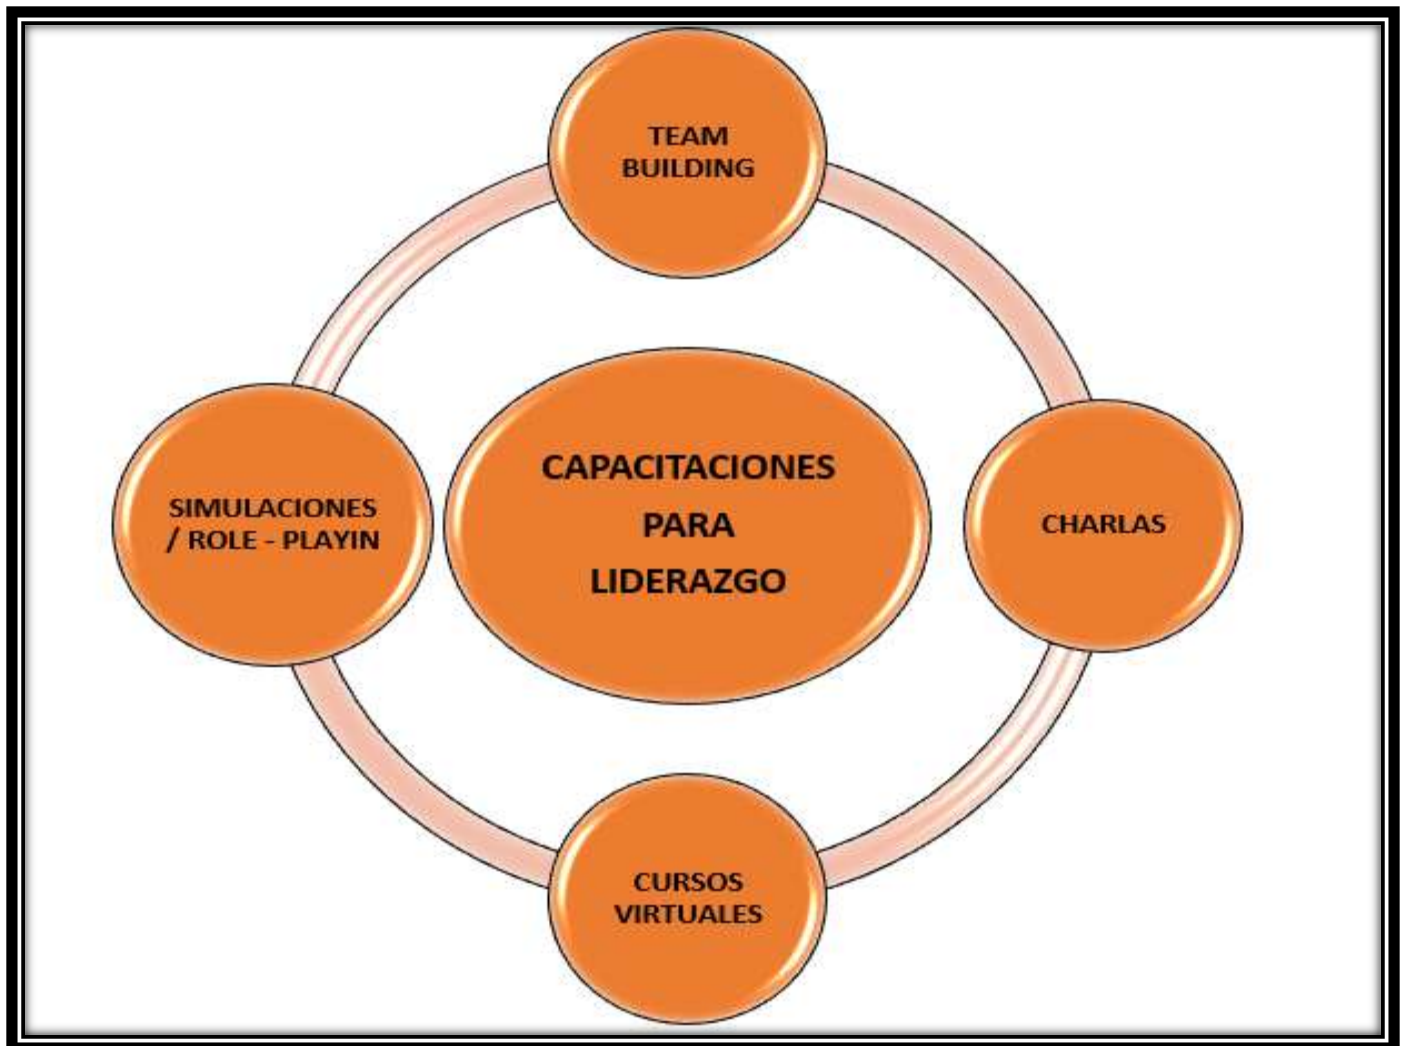 TEAM
BUILDING
CAPACITACIONES
PARA
LIDERAZGO
SIMULACIONES
/ ROLE - PLAYIN
CHARLAS
CURSOS
VIRTUALES